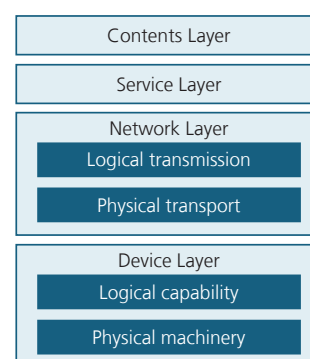 Contents Layer
Service Layer
Network Layer
Logical transmission
Physical transport
Device Layer
Logical capability
Physical machinery